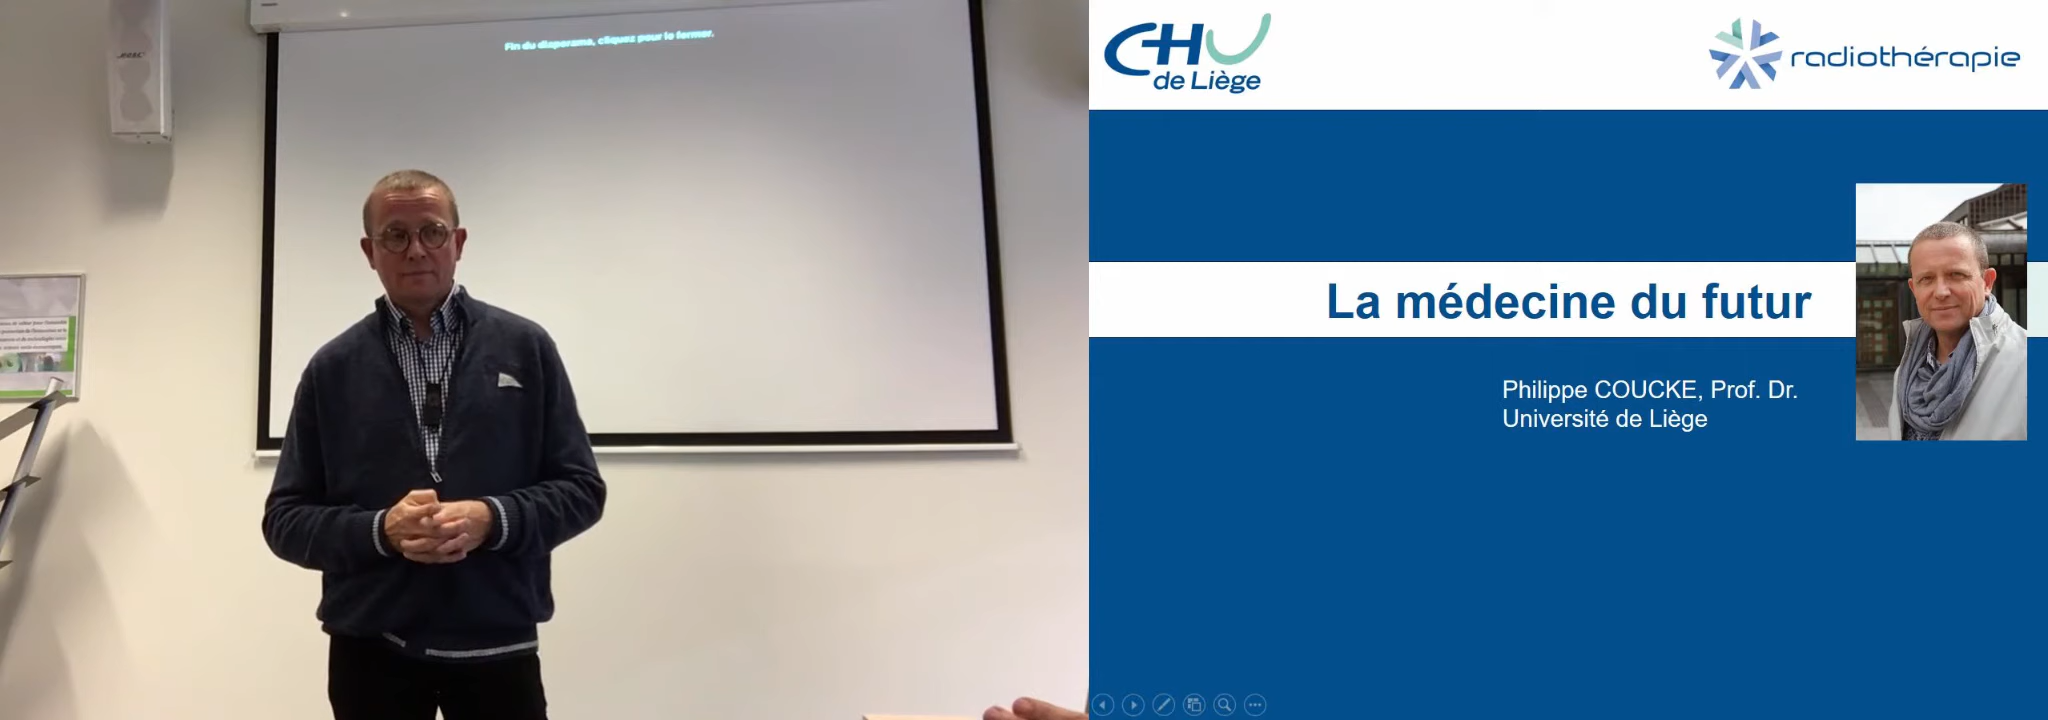 BOSE
Fin du diaporama, cliquez pour le fermer.
CHU
de Liège
radiothérapie
La médecine du futur
Philippe COUCKE, Prof. Dr.
Université de Liège